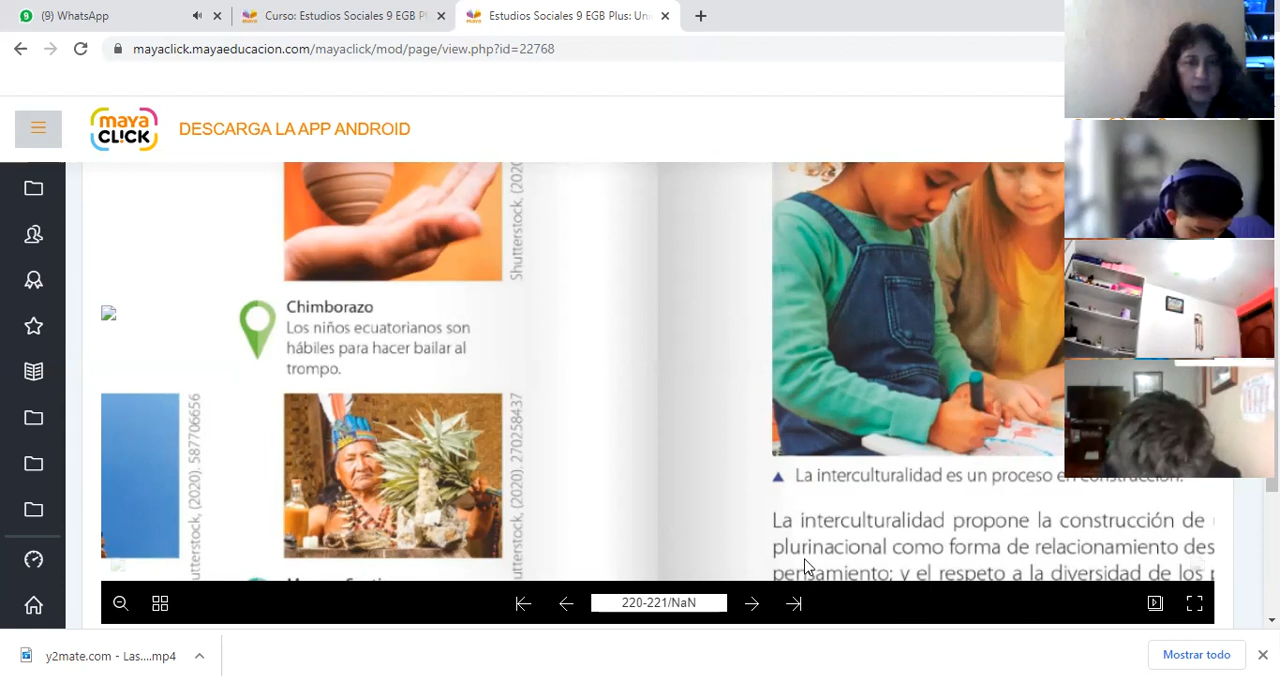 (9) WhatsApp
Curso: Estudios Sociales 9 EGB Pl
Estudios Sociales 9 EGB Plus: Uni
mayaclick.mayaeducacion.com/mayaclick/mod/page/view.php?id=22768
maya
CLICK
DESCARGA LA APP ANDROID
Shutterstock, (2020
Chimborazo
Los niños ecuatorianos son
hábiles para hacer bailar al
trompo.
utterstock, (2020). 587706656
utterstock, (2020). 270258437
La interculturalidad es un proceso en construcción.
La interculturalidad propone la construcción de
plurinacional como forma de relacionamiento des
pensamiento; y el respeto a la diversidad de los
220-221/NaN
y2mate.com - Las....mp4
Mostrar todo